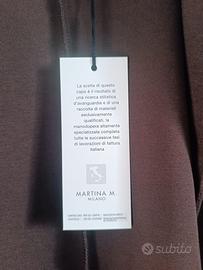 La scelta di questo
capo è il risultato di
una ricerca stilistica
d'avanguardia e di una
raccolta di materiali
esclusivamente
qualificati, la
manodopera altamente
specializzata completa
tutte le successive fasi
di lavorazioni di fattura
italiana
MARTINA M.
MILANO
subito